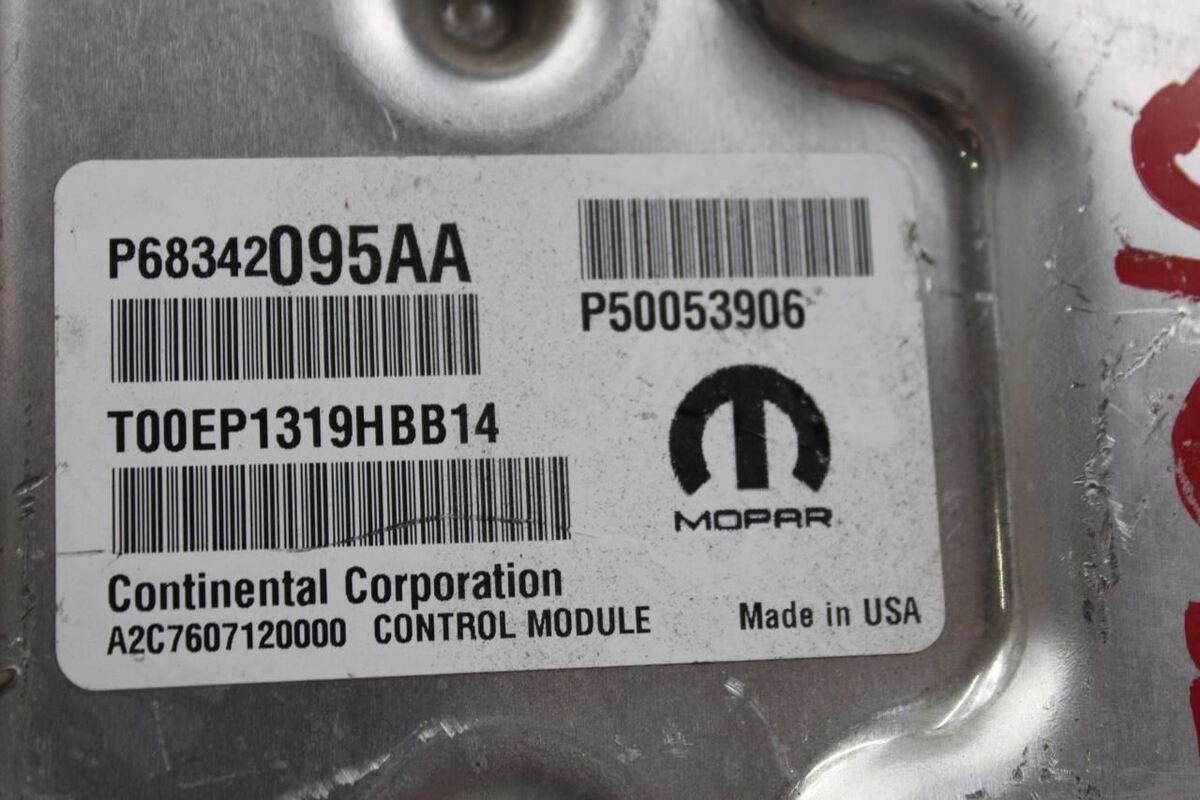 P68342095AA
P50053906
T00EP1319HBB14
MOPAR
Continental Corporation
A2C7607120000 CONTROL MODULE
Made in USA